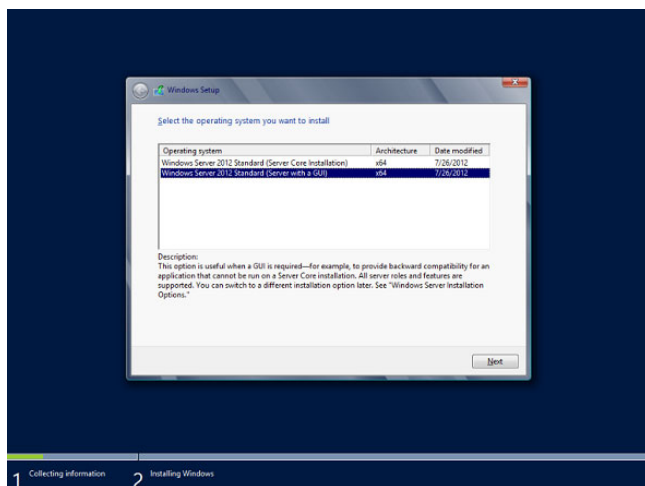 Windows Setup
Select the operating system you want to install
Operating system Architecture Date modified
Windows Server 2012 Standard (Server Core Installation) x64 7/26/2012
Windows Server 2012 Standard (Server with a GUI) x64 7/26/2012
Description:
This option is useful when a GUI is required—for example, to provide backward compatibility for an
application that cannot be run on a Server Core installation. All server roles and features are
supported. You can switch to a different installation option later. See "Windows Server Installation
Options."
Next
1 Collecting information 2 Installing Windows